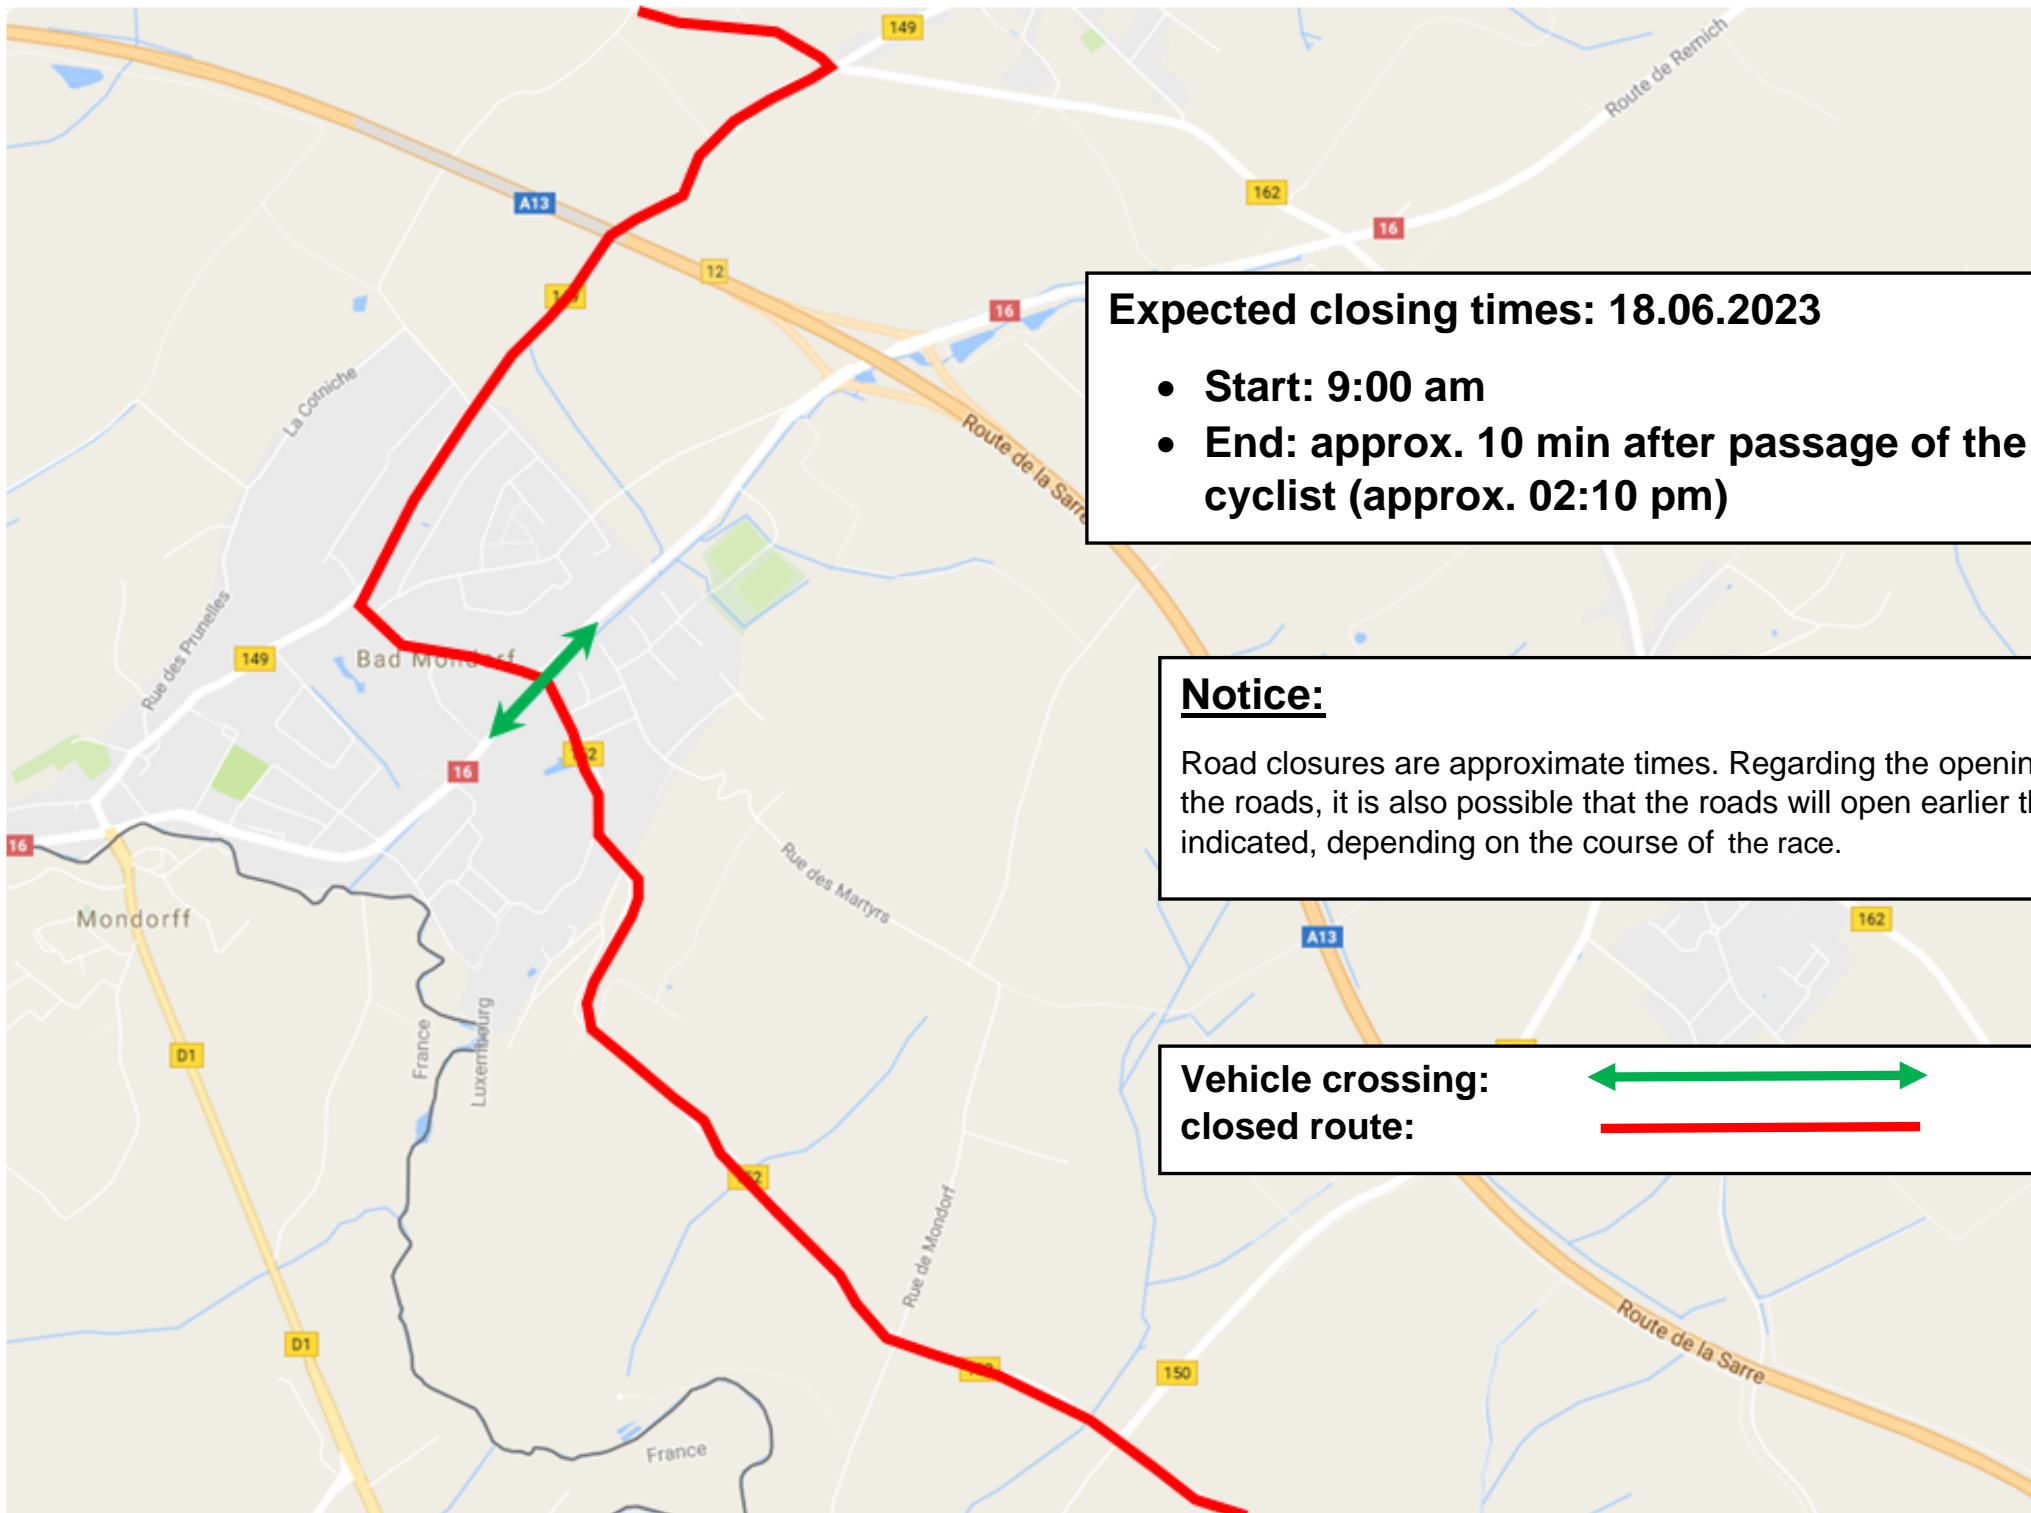 149
Route de Remich
A13
162
16
12
16
Expected closing times: 18.06.2023
• Start: 9:00 am
• End: approx. 10 min after passage of the
cyclist (approx. 02:10 pm)
La Corniche
Route de la Sarre
Rue des Prunelles
149
Bad Mondorf
Notice:
Road closures are approximate times. Regarding the openin
the roads, it is also possible that the roads will open earlier t
indicated, depending on the course of the race.
16
16
Rue des Martyrs
Mondorff
A13
162
France
Luxembourg
D1
Vehicle crossing:
closed route:
Rue de Mondorf
D1
150
Route de la Sarre
France